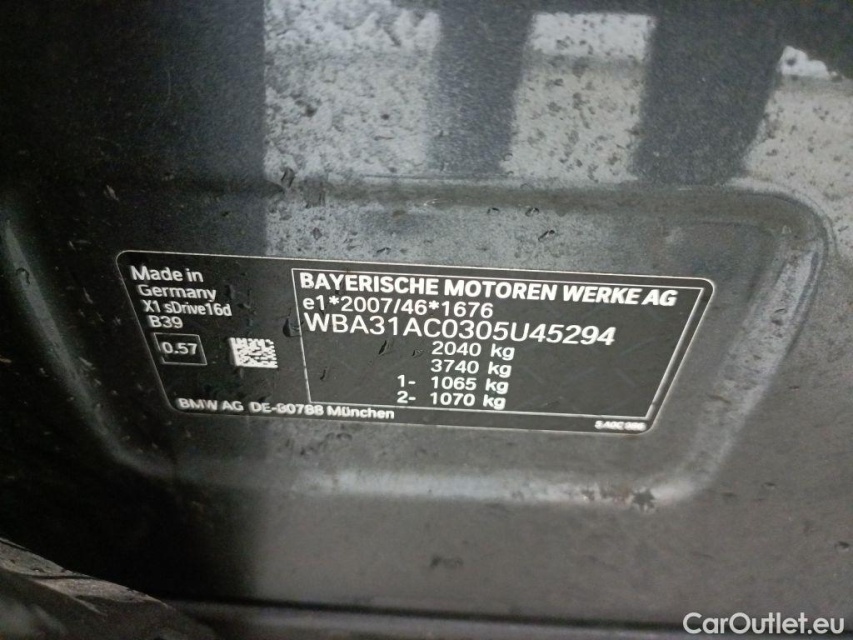 Made in
Germany
X1 sDrive16d
B39
0.57
BAYERISCHE MOTOREN WERKE AG
e1*2007/46*1676
WBA31AC0305U45294
2040 kg
3740 kg
1- 1065 kg
2- 1070 kg
BMW AG DE-80788 München
CarOutlet.eu